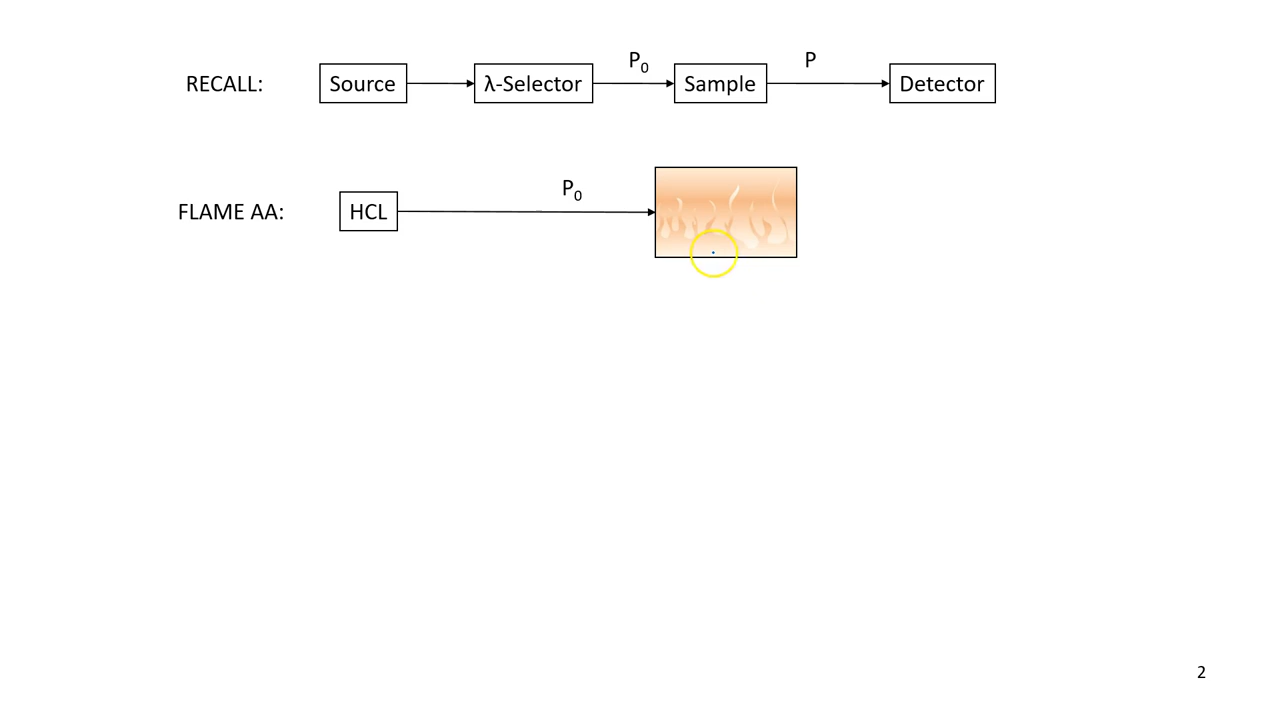 RECALL: Source λ-Selector P₀ Sample P Detector
FLAME AA: HCL P₀
2